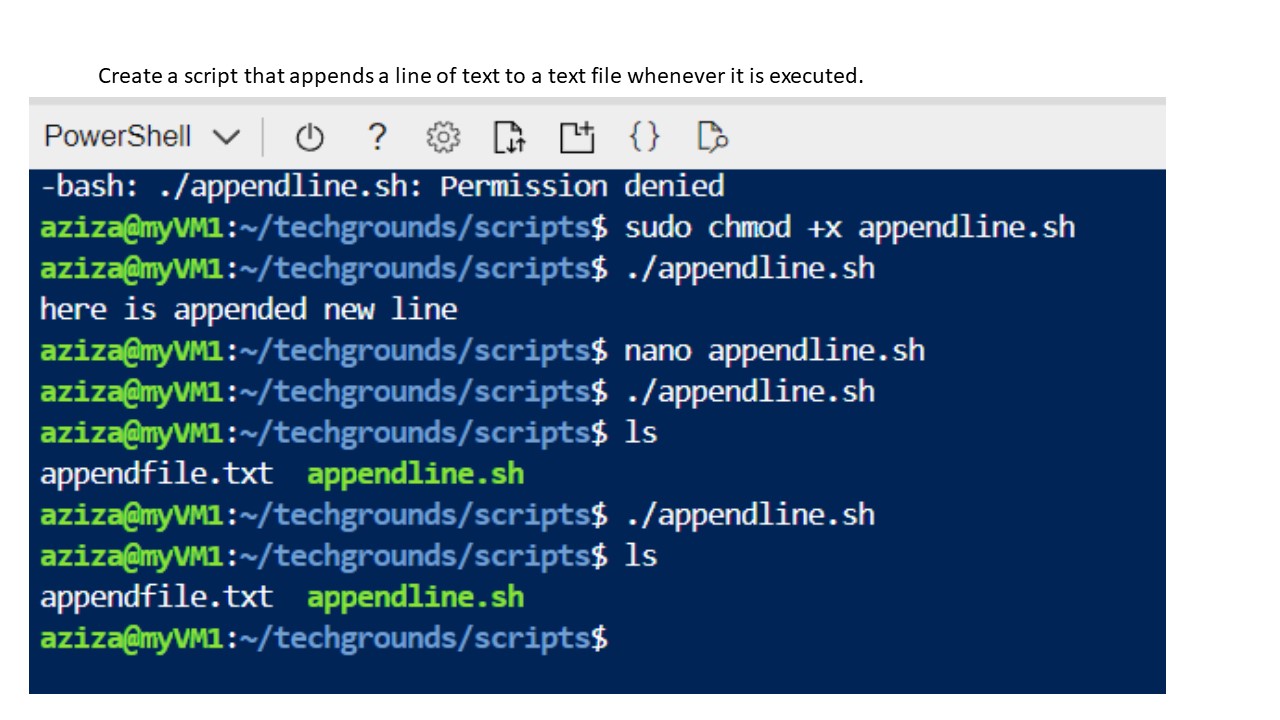 Create a script that appends a line of text to a text file whenever it is executed.
PowerShell ? {}
-bash: ./appendline.sh: Permission denied
aziza@myVM1:~/techgrounds/scripts$ sudo chmod +x appendline.sh
aziza@myVM1:~/techgrounds/scripts$ ./appendline.sh
here is appended new line
aziza@myVM1:~/techgrounds/scripts$ nano appendline.sh
aziza@myVM1:~/techgrounds/scripts$ ./appendline.sh
aziza@myVM1:~/techgrounds/scripts$ ls
appendfile.txt  appendline.sh
aziza@myVM1:~/techgrounds/scripts$ ./appendline.sh
aziza@myVM1:~/techgrounds/scripts$ ls
appendfile.txt  appendline.sh
aziza@myVM1:~/techgrounds/scripts$